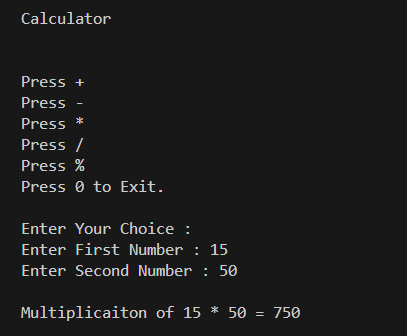 Calculator
Press +
Press -
Press *
Press /
Press %
Press 0 to Exit.
Enter Your Choice :
Enter First Number : 15
Enter Second Number : 50
Multiplicaiton of 15 * 50 = 750